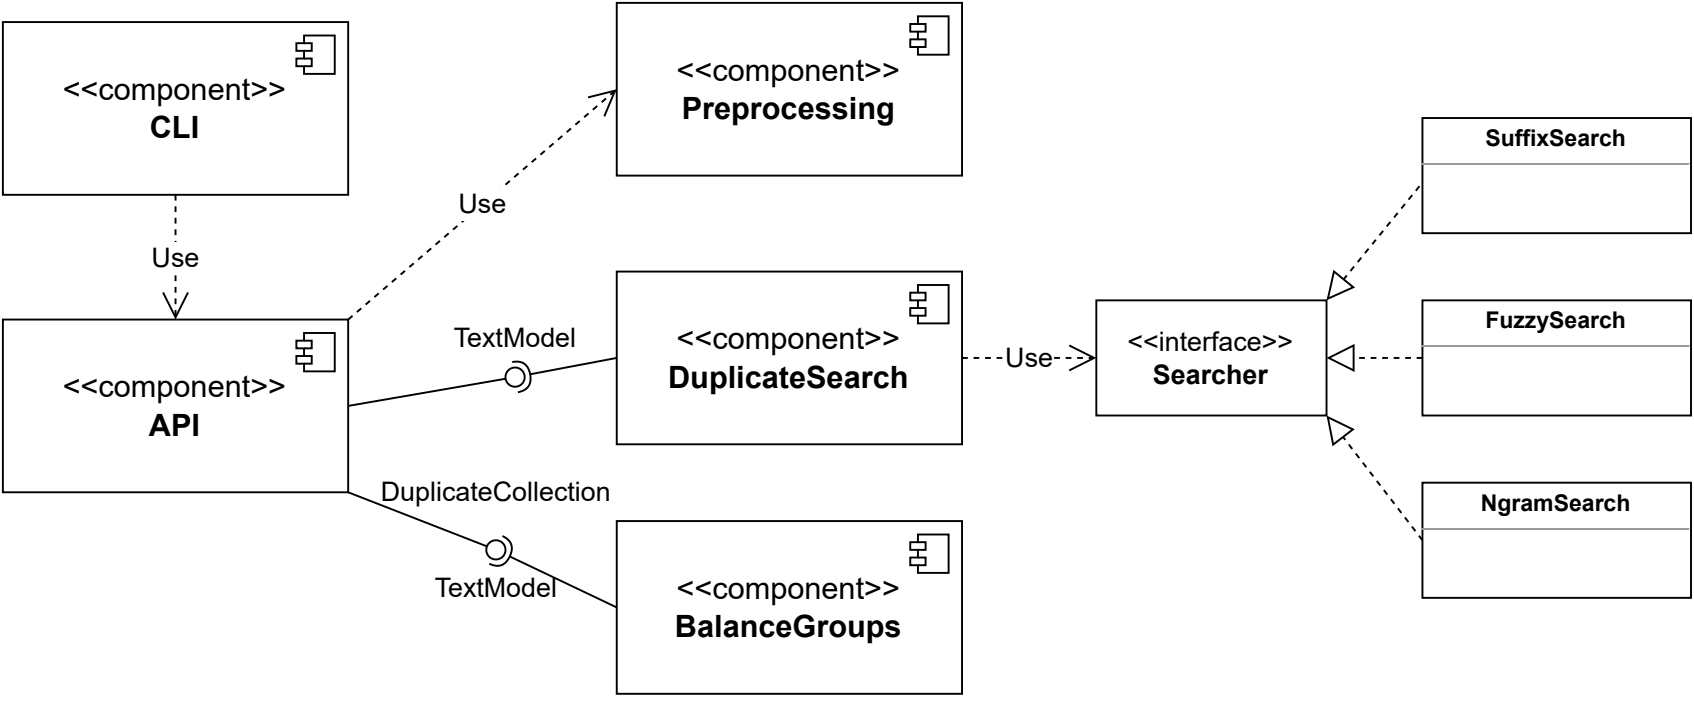 <<component>>
CLI
Use
<<component>>
API
<<component>>
Preprocessing
Use
TextModel
<<component>>
DuplicateSearch
DuplicateCollection
TextModel
<<component>>
BalanceGroups
Use
<<interface>>
Searcher
SuffixSearch
FuzzySearch
NgramSearch